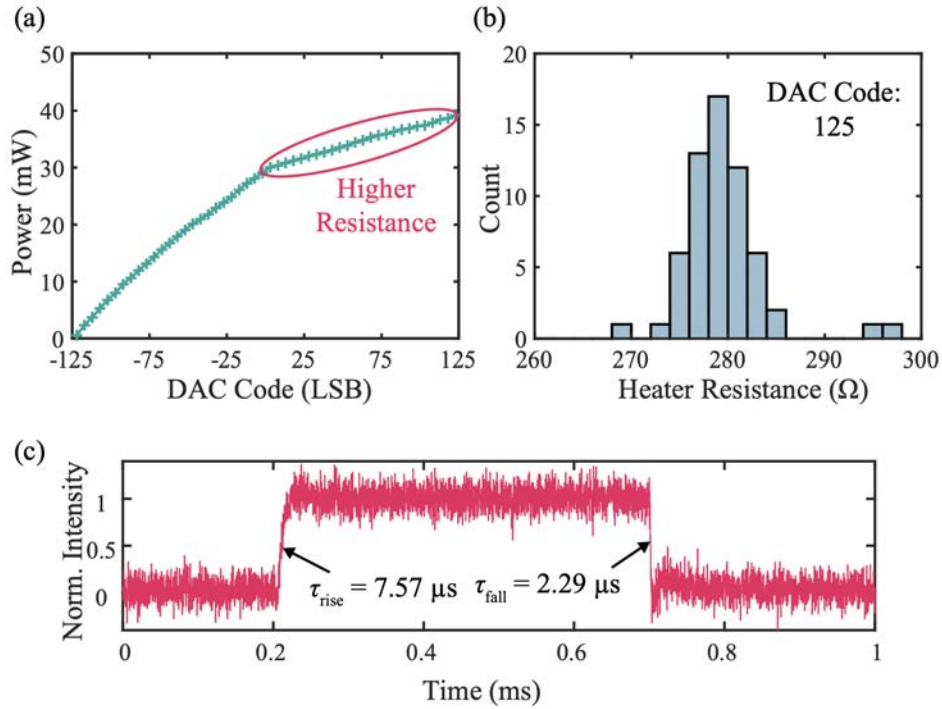 (a)
50
40
30
20
10
0
Power (mW)
-125 -75 -25 25 75 125
DAC Code (LSB)
Higher
Resistance
(b)
20
15
10
5
0
Count
DAC Code:
125
260 270 280 290 300
Heater Resistance (Ω)
(c)
Norm. Intensity
1
0.5
0
τrise = 7.57 μs τfall = 2.29 μs
0 0.2 0.4 0.6 0.8 1
Time (ms)